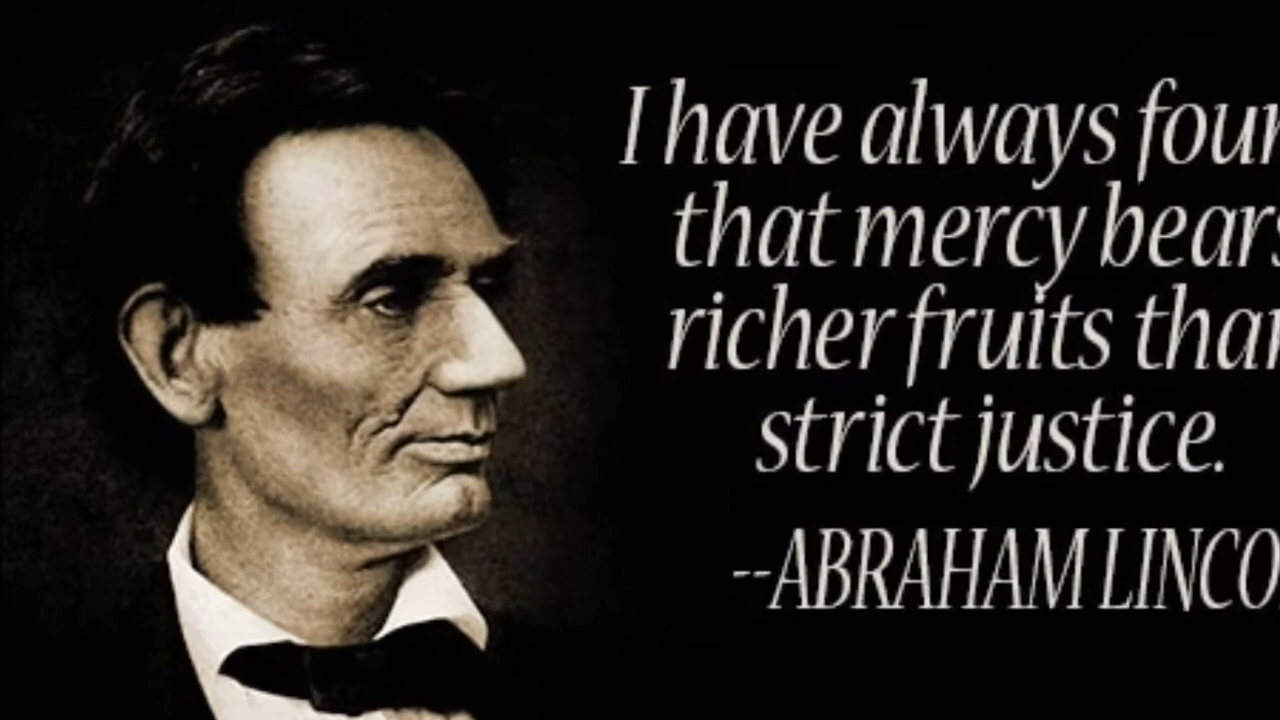 I have always foun
that mercy bears
richer fruits than
strict justice.
--ABRAHAM LINCO